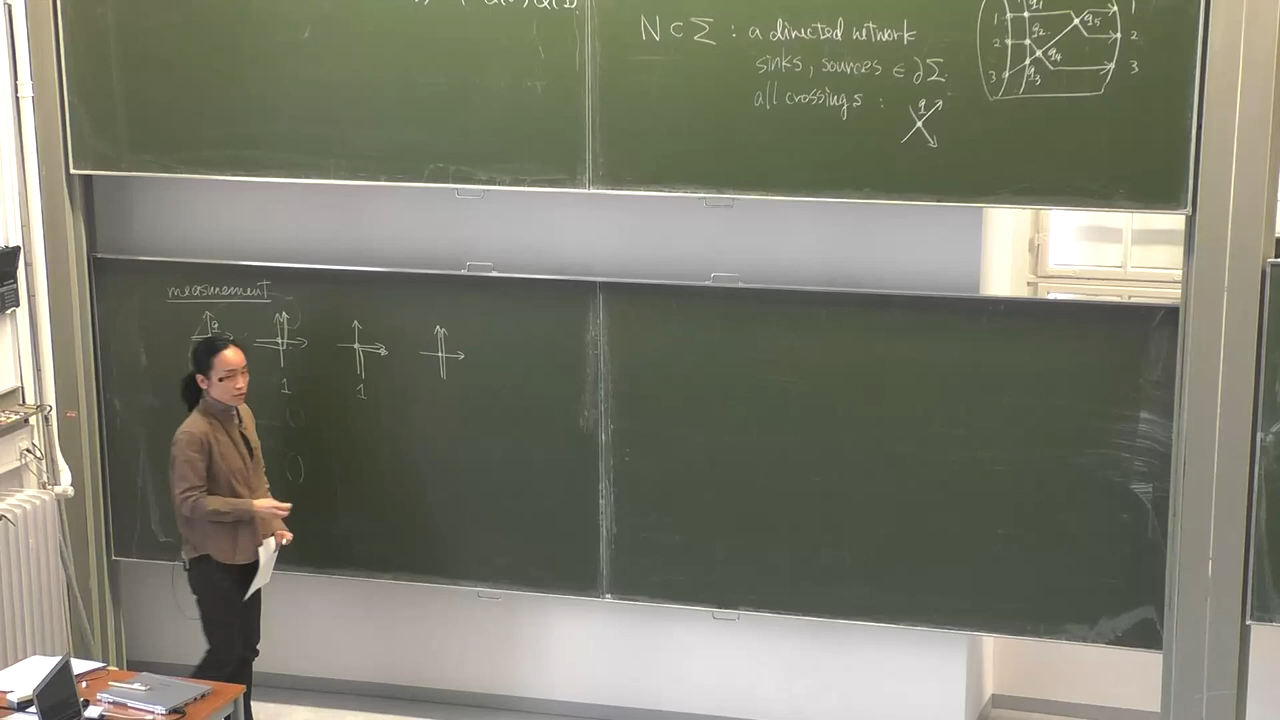 Q(1)
N ⊂ Σ : a directed network
sinks, sources ∈ ∂Σ.
all crossings :
q
1
2
3
q1
q2
q3
q4
q5
1
2
3
measurement
q
1
1